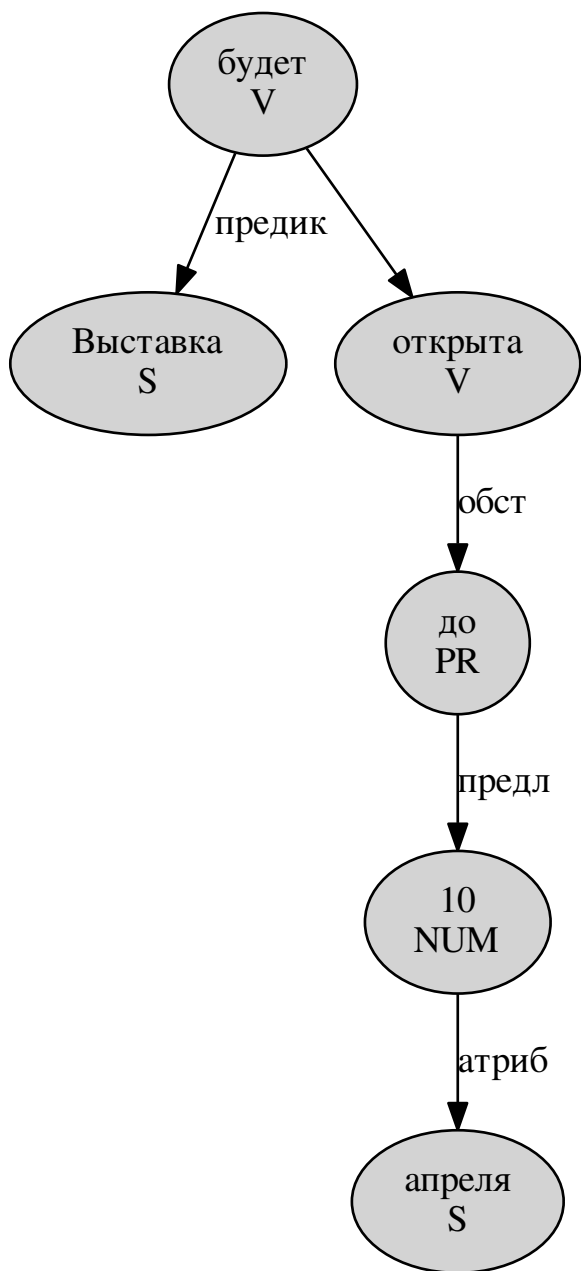 будет
V
предик
Выставка
S
открыта
V
обст
до
PR
предл
10
NUM
атриб
апреля
S